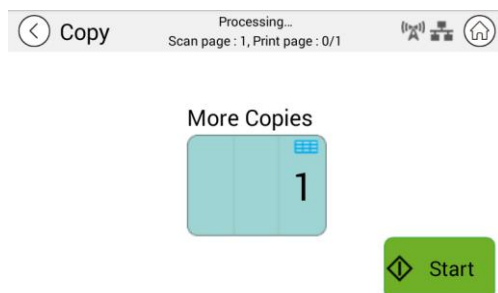 Copy
Processing...
Scan page : 1, Print page : 0/1
More Copies
1
Start